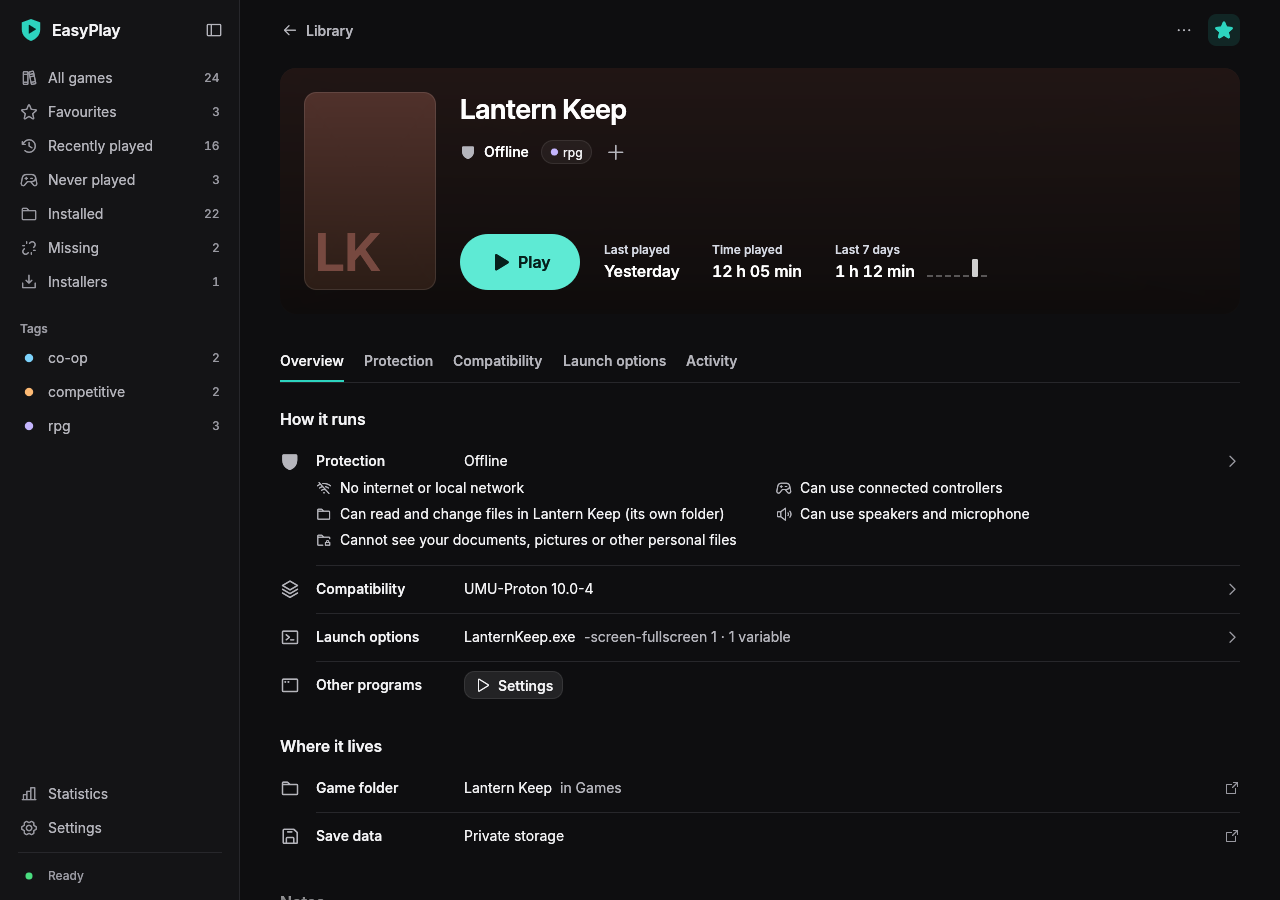 EasyPlay
All games 24
Favourites 3
Recently played 16
Never played 3
Installed 22
Missing 2
Installers 1
Tags
co-op 2
competitive 2
rpg 3
Statistics
Settings
Ready
Library
LK
Lantern Keep
Offline rpg
Play
Last played
Yesterday
Time played
12 h 05 min
Last 7 days
1 h 12 min
Overview Protection Compatibility Launch options Activity
How it runs
Protection Offline
No internet or local network
Can use connected controllers
Can read and change files in Lantern Keep (its own folder)
Can use speakers and microphone
Cannot see your documents, pictures or other personal files
Compatibility UMU-Proton 10.0-4
Launch options LanternKeep.exe -screen-fullscreen 1 · 1 variable
Other programs Settings
Where it lives
Game folder Lantern Keep in Games
Save data Private storage